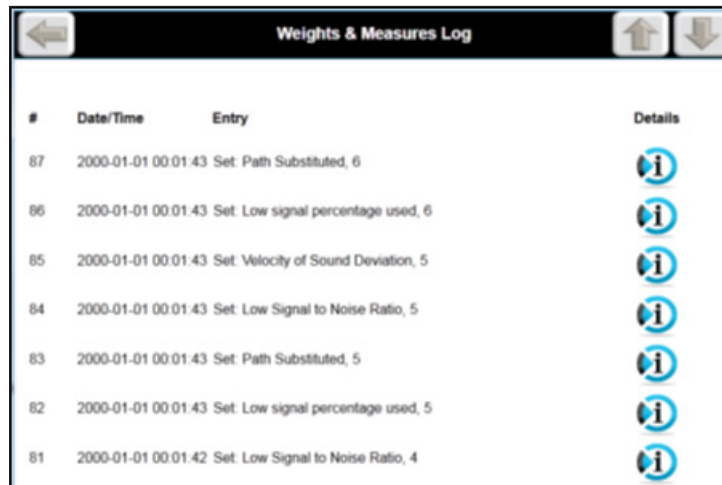 Weights & Measures Log
# Date/Time Entry Details
87 2000-01-01 00:01:43 Set: Path Substituted, 6
86 2000-01-01 00:01:43 Set: Low signal percentage used, 6
85 2000-01-01 00:01:43 Set: Velocity of Sound Deviation, 5
84 2000-01-01 00:01:43 Set: Low Signal to Noise Ratio, 5
83 2000-01-01 00:01:43 Set: Path Substituted, 5
82 2000-01-01 00:01:43 Set: Low signal percentage used, 5
81 2000-01-01 00:01:42 Set: Low Signal to Noise Ratio, 4